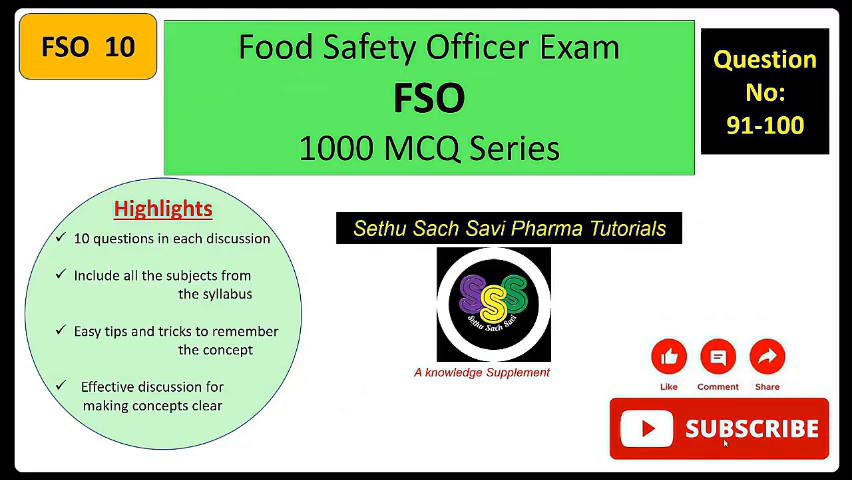 FSO 10
Food Safety Officer Exam
FSO
1000 MCQ Series
Question
No:
91-100
Highlights
✓ 10 questions in each discussion
✓ Include all the subjects from
the syllabus
✓ Easy tips and tricks to remember
the concept
✓ Effective discussion for
making concepts clear
Sethu Sach Savi Pharma Tutorials
SSS
Sethu Sach Savi
A knowledge Supplement
Like Comment Share
SUBSCRIBE